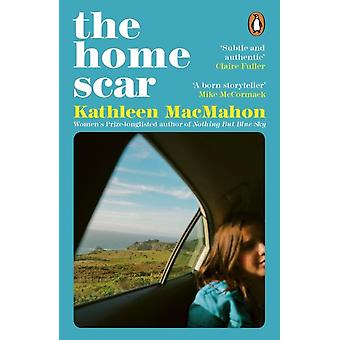 the home
scar
‘Subtle and
authentic’
Claire Fuller
‘A born storyteller’
Mike McCormack
Kathleen MacMahon
Women's Prize-longlisted author of Nothing But Blue Sky